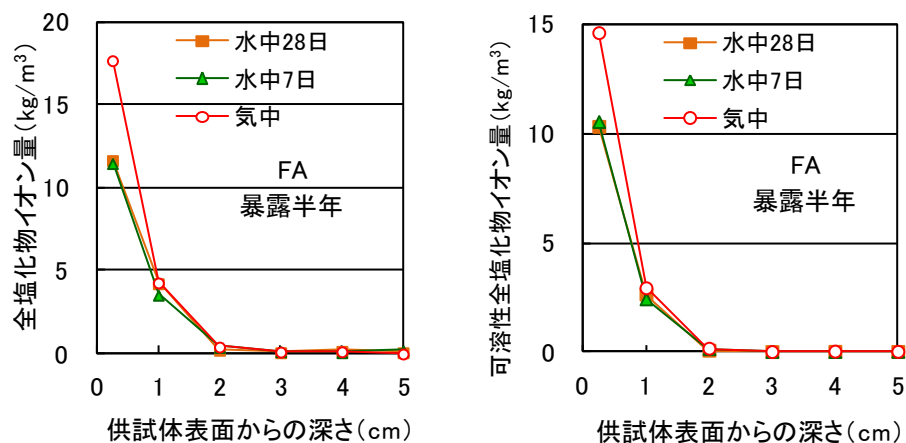 全塩化物イオン量(kg/m³)
20
15
10
5
0
水中28日
水中7日
気中
FA
暴露半年
0 1 2 3 4 5
供試体表面からの深さ(cm)
可溶性全塩化物イオン量(kg/m³)
15
10
5
0
水中28日
水中7日
気中
FA
暴露半年
0 1 2 3 4 5
供試体表面からの深さ(cm)